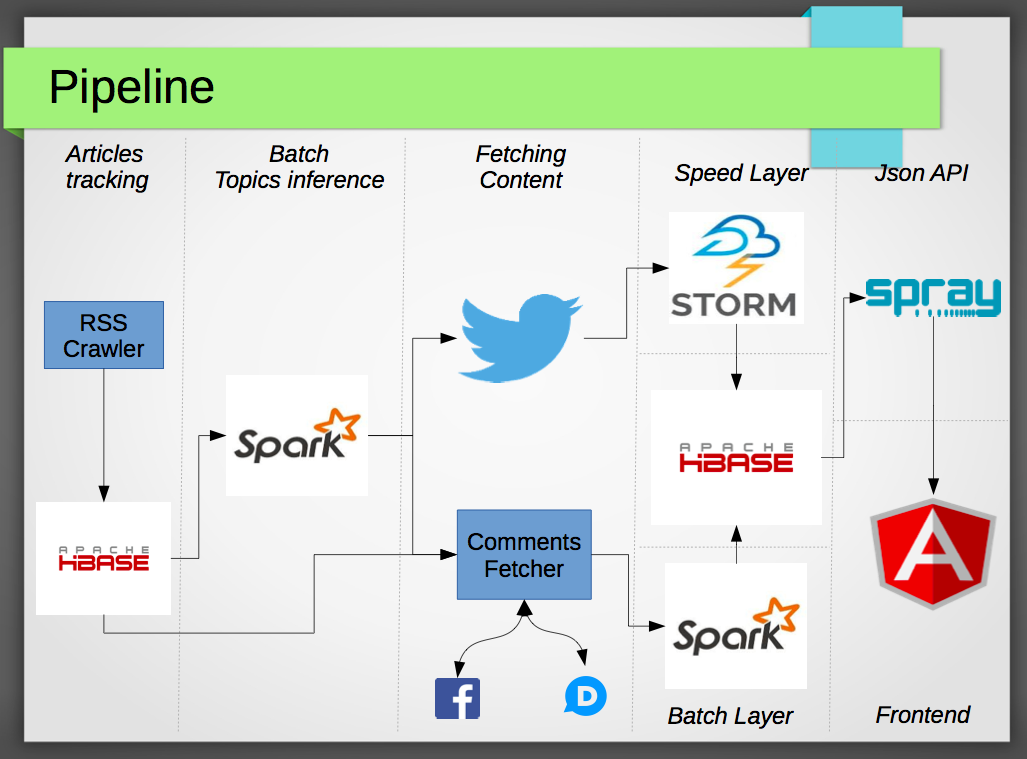 Pipeline
Articles
tracking
Batch
Topics inference
Fetching
Content
Speed Layer
Json API
RSS
Crawler
APACHE
HBASE
Spark
Comments
Fetcher
f
D
STORM
APACHE
HBASE
Spark
Batch Layer
spray
A
Frontend